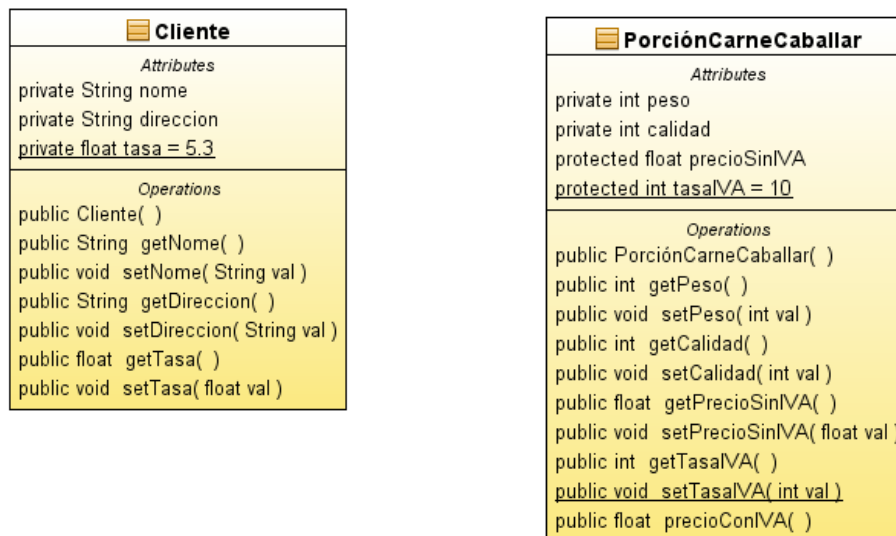 Cliente
Attributes
private String nome
private String direccion
private float tasa = 5.3
Operations
public Cliente( )
public String getNome( )
public void setNome( String val )
public String getDireccion( )
public void setDireccion( String val )
public float getTasa( )
public void setTasa( float val )
PorciónCarneCaballar
Attributes
private int peso
private int calidad
protected float precioSinIVA
protected int tasaIVA = 10
Operations
public PorciónCarneCaballar( )
public int getPeso( )
public void setPeso( int val )
public int getCalidad( )
public void setCalidad( int val )
public float getPrecioSinIVA( )
public void setPrecioSinIVA( float val )
public int getTasaIVA( )
public void setTasaIVA( int val )
public float precioConIVA( )